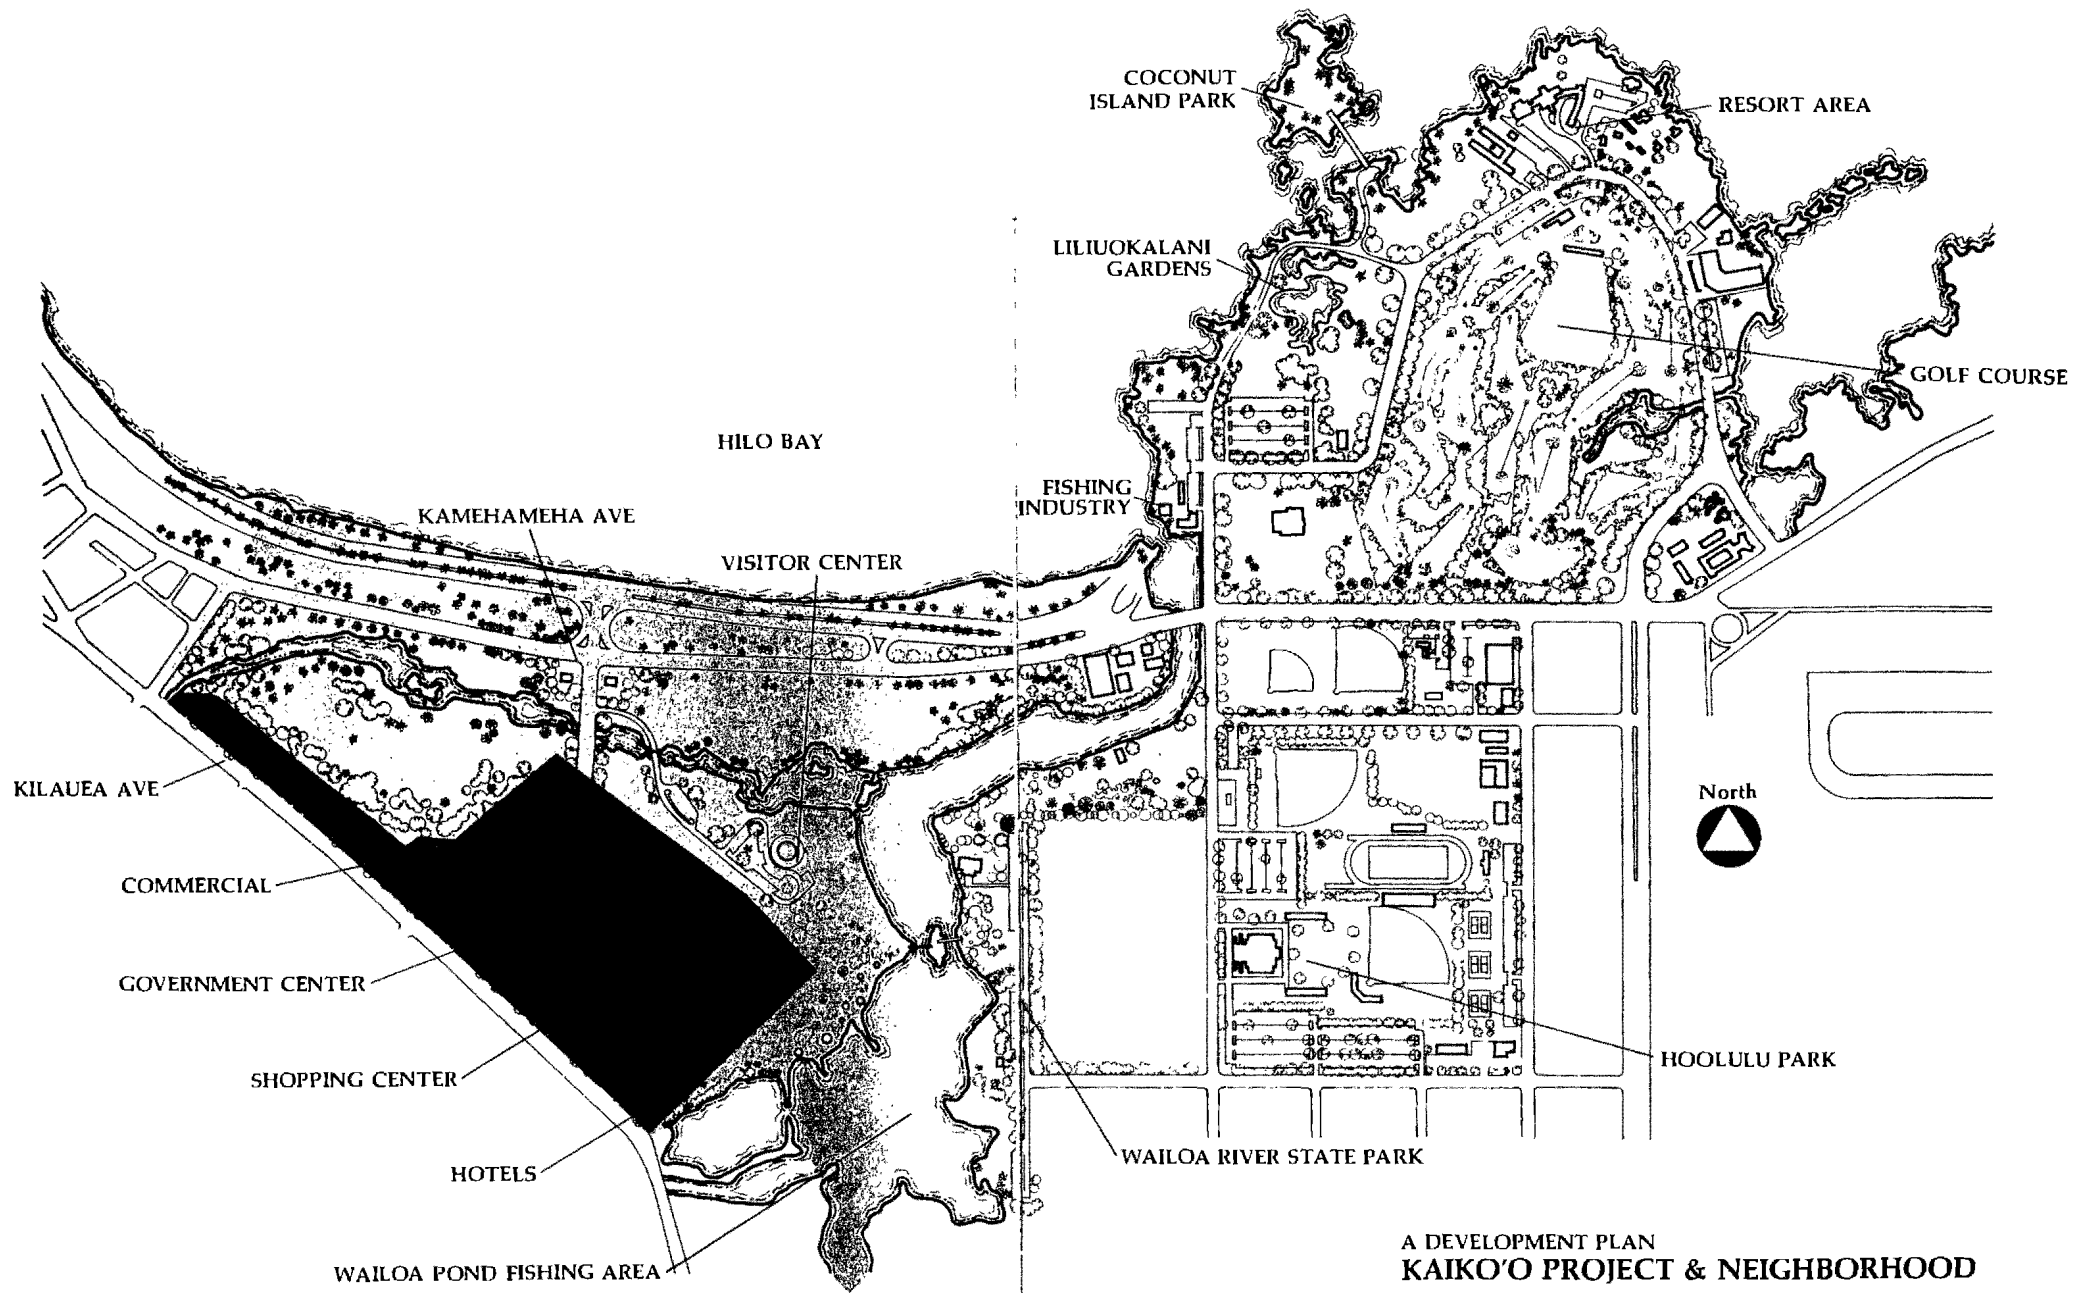 COCONUT
ISLAND PARK
RESORT AREA
LILIUOKALANI
GARDENS
GOLF COURSE
HILO BAY
FISHING
INDUSTRY
KAMEHAMEHA AVE
VISITOR CENTER
KILAUEA AVE
North
COMMERCIAL
GOVERNMENT CENTER
SHOPPING CENTER
HOOLULU PARK
HOTELS
WAILOA RIVER STATE PARK
WAILOA POND FISHING AREA
A DEVELOPMENT PLAN
KAIKO'O PROJECT & NEIGHBORHOOD